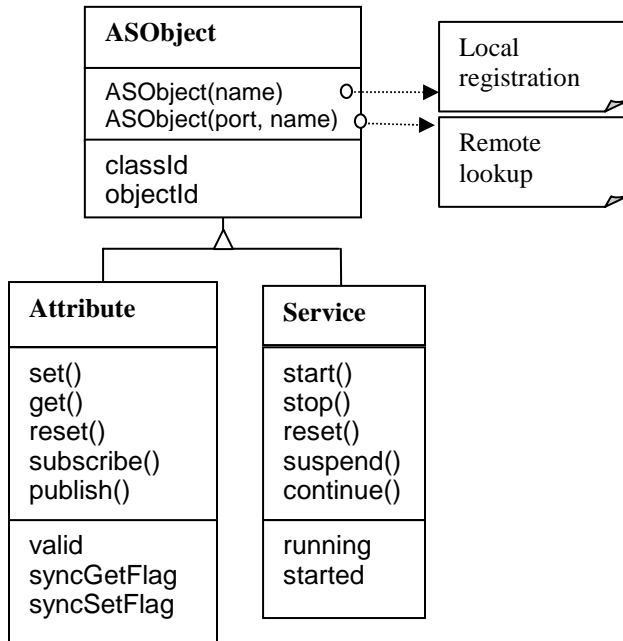 ASObject
ASObject(name)
ASObject(port, name)
classId
objectId
Local
registration
Remote
lookup
Attribute
set()
get()
reset()
subscribe()
publish()
valid
syncGetFlag
syncSetFlag
Service
start()
stop()
reset()
suspend()
continue()
running
started